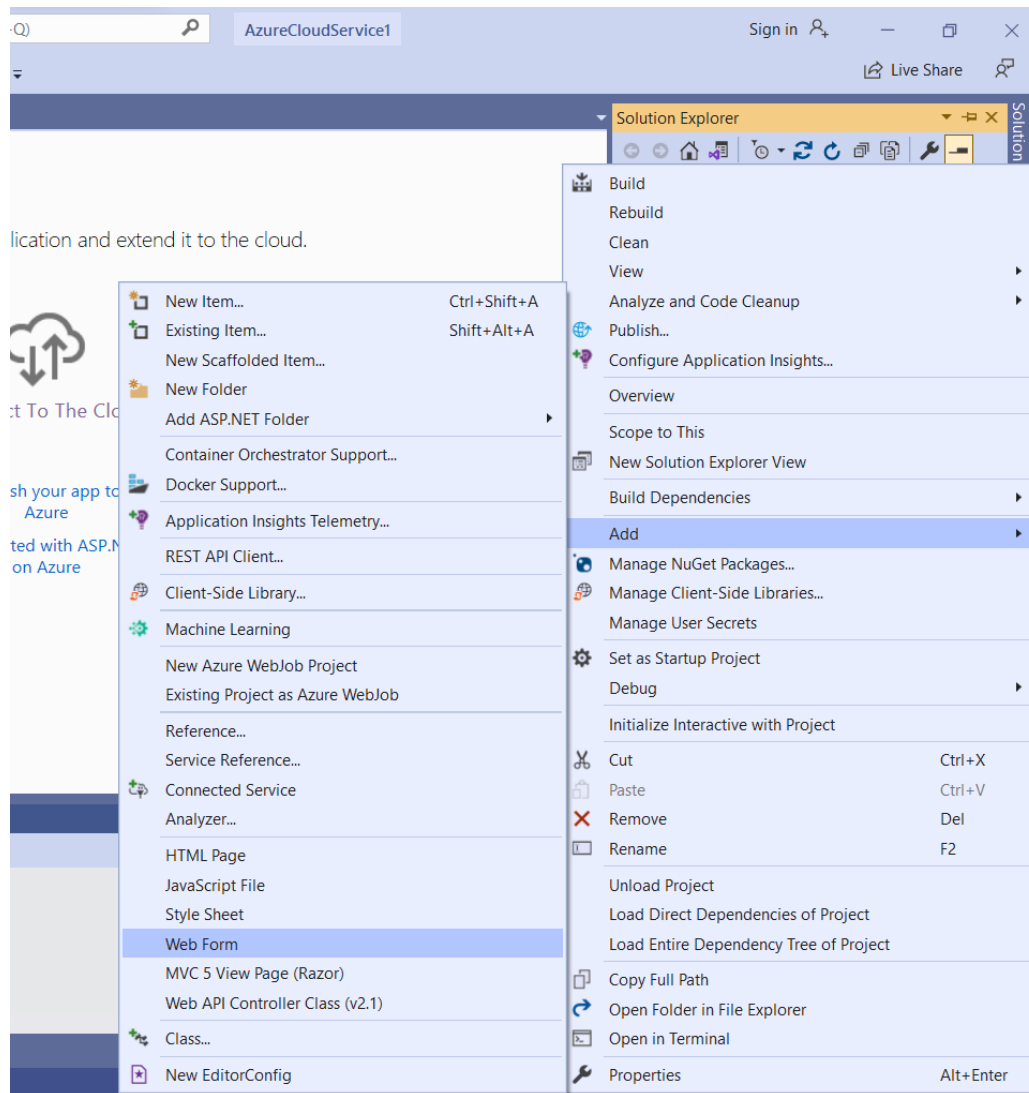 -Q)
AzureCloudService1
Sign in
Live Share
Solution Explorer
Solution
lication and extend it to the cloud.
ct To The Clo
sh your app to
Azure
ted with ASP.N
on Azure
Build
Rebuild
Clean
View
Analyze and Code Cleanup
Publish...
Configure Application Insights...
Overview
Scope to This
New Solution Explorer View
Build Dependencies
Add
Manage NuGet Packages...
Manage Client-Side Libraries...
Manage User Secrets
Set as Startup Project
Debug
Initialize Interactive with Project
Cut Ctrl+X
Paste Ctrl+V
Remove Del
Rename F2
Unload Project
Load Direct Dependencies of Project
Load Entire Dependency Tree of Project
Copy Full Path
Open Folder in File Explorer
Open in Terminal
Properties Alt+Enter
New Item... Ctrl+Shift+A
Existing Item... Shift+Alt+A
New Scaffolded Item...
New Folder
Add ASP.NET Folder
Container Orchestrator Support...
Docker Support...
Application Insights Telemetry...
REST API Client...
Client-Side Library...
Machine Learning
New Azure WebJob Project
Existing Project as Azure WebJob
Reference...
Service Reference...
Connected Service
Analyzer...
HTML Page
JavaScript File
Style Sheet
Web Form
MVC 5 View Page (Razor)
Web API Controller Class (v2.1)
Class...
New EditorConfig